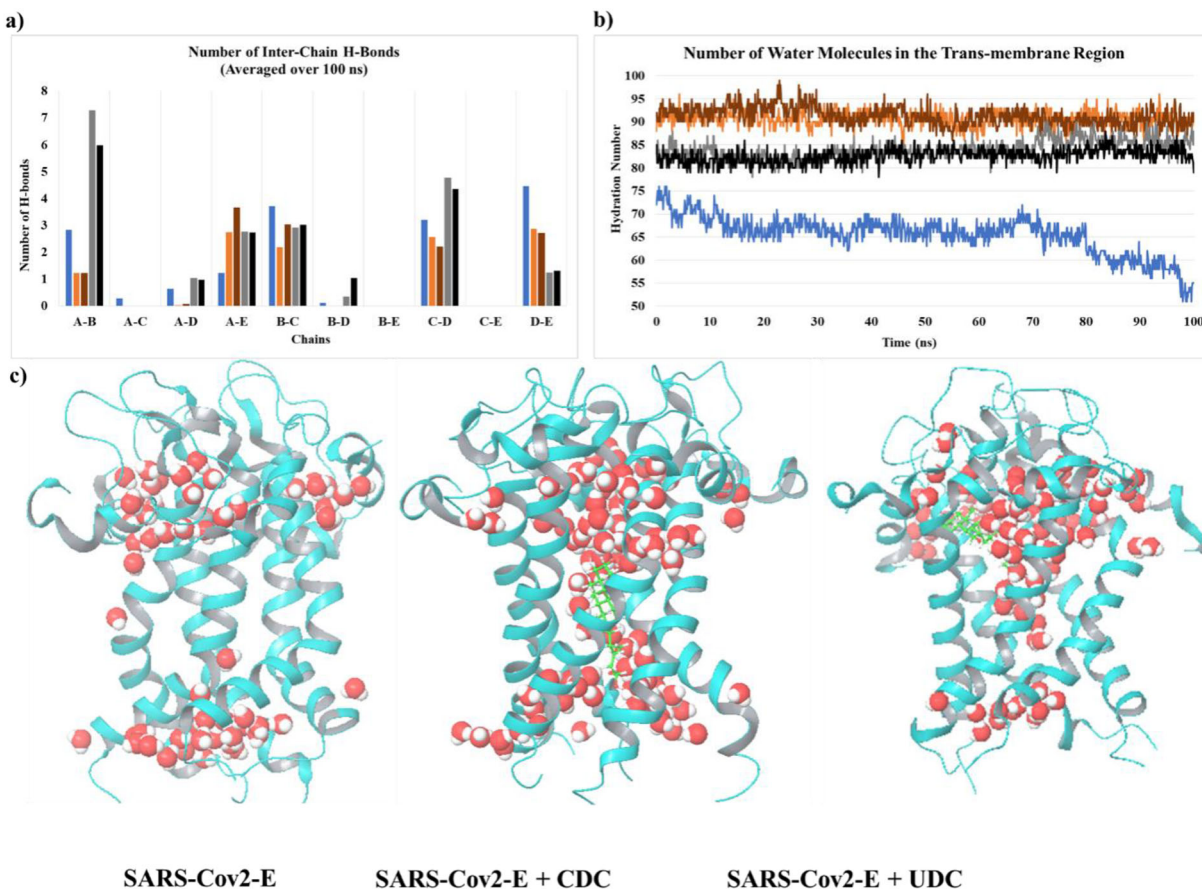 a)
Number of Inter-Chain H-Bonds
(Averaged over 100 ns)
Number of H-bonds
8
7
6
5
4
3
2
1
0
A-B A-C A-D A-E B-C B-D B-E C-D C-E D-E
Chains
b)
Number of Water Molecules in the Trans-membrane Region
Hydration Number
100
95
90
85
80
75
70
65
60
55
50
0 10 20 30 40 50 60 70 80 90 100
Time (ns)
c)
SARS-Cov2-E SARS-Cov2-E + CDC SARS-Cov2-E + UDC